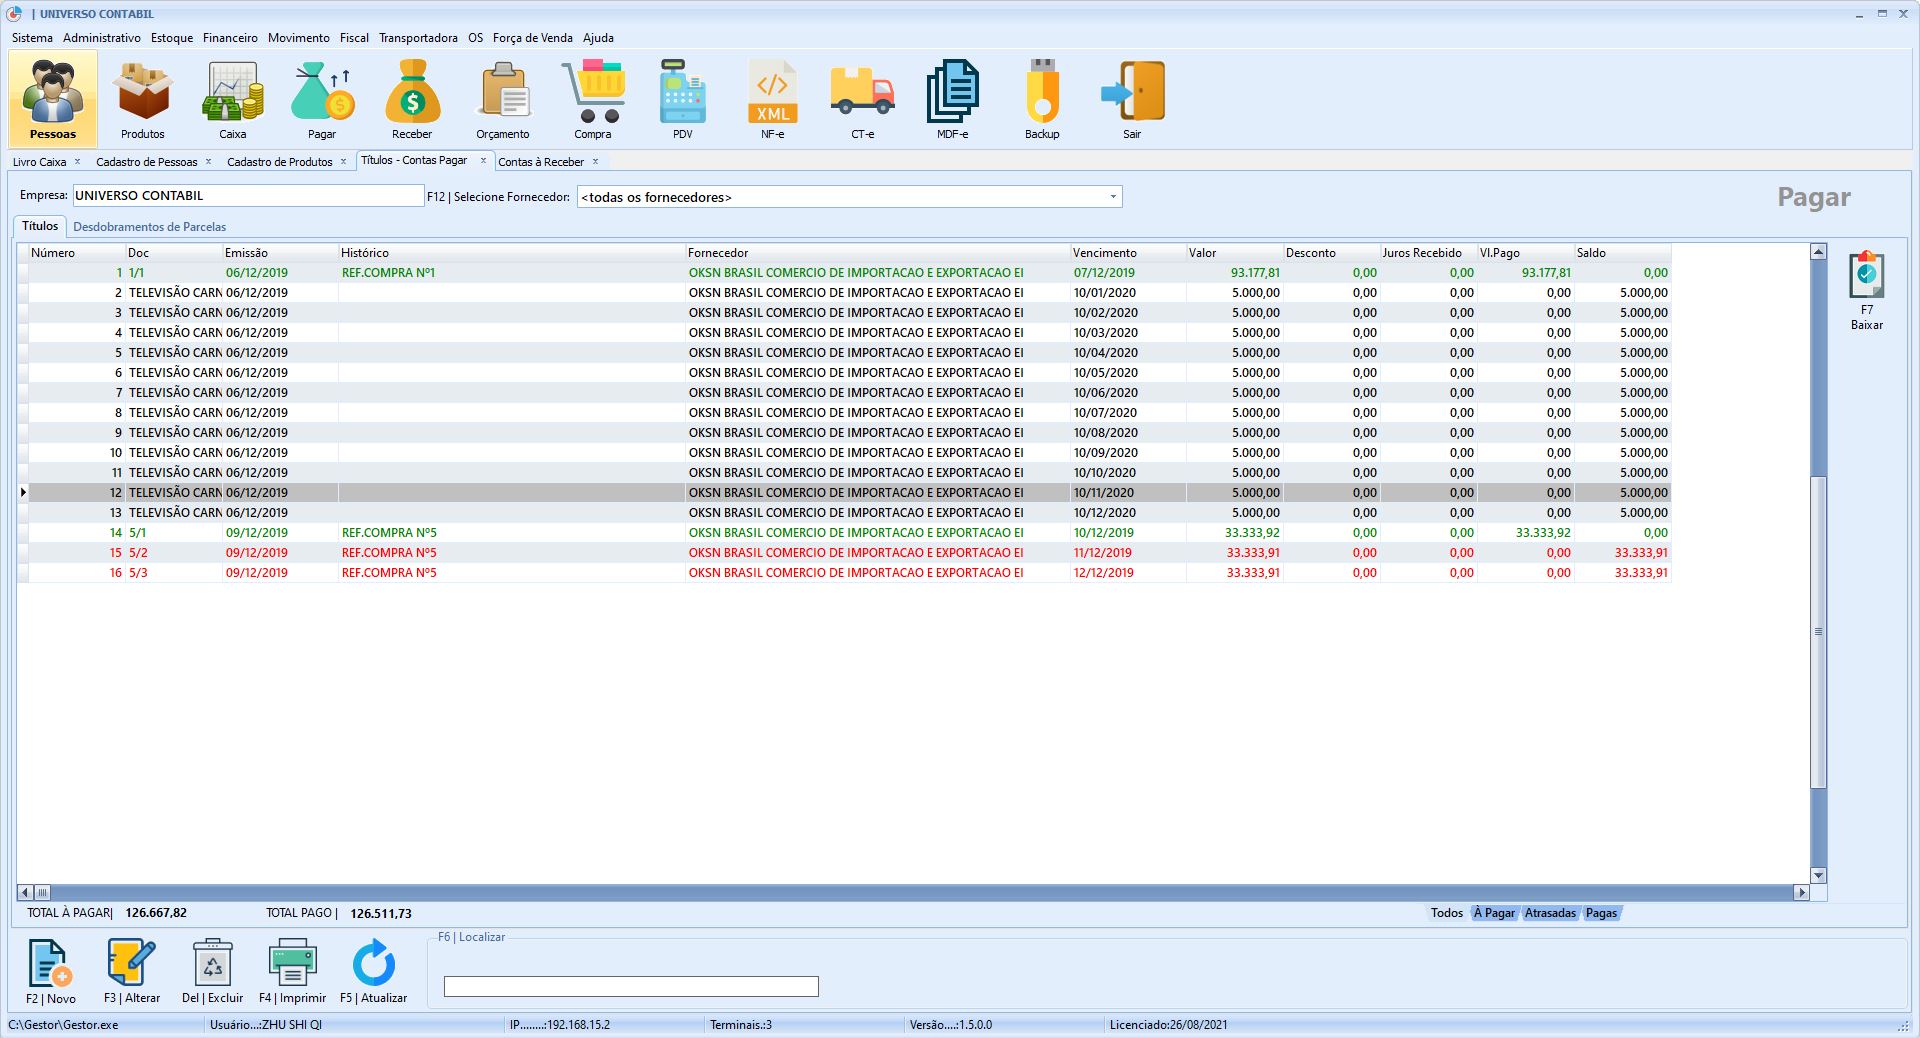 | UNIVERSO CONTABIL
Sistema Administrativo Estoque Financeiro Movimento Fiscal Transportadora OS Força de Venda Ajuda
XML
Pessoas Produtos Caixa Pagar Receber Orçamento Compra PDV NF-e CT-e MDF-e Backup Sair
Livro Caixa x Cadastro de Pessoas x Cadastro de Produtos x Títulos - Contas Pagar x Contas à Receber x
Empresa: UNIVERSO CONTABIL F12 | Selecione Fornecedor: <todas os fornecedores> Pagar
Títulos Desdobramentos de Parcelas
Número Doc Emissão Histórico Fornecedor Vencimento Valor Desconto Juros Recebido Vl.Pago Saldo
1 1/1 06/12/2019 REF.COMPRA Nº1 OKSN BRASIL COMERCIO DE IMPORTACAO E EXPORTACAO EI 07/12/2019 93.177,81 0,00 0,00 93.177,81 0,00
2 TELEVISÃO CARN 06/12/2019 OKSN BRASIL COMERCIO DE IMPORTACAO E EXPORTACAO EI 10/01/2020 5.000,00 0,00 0,00 0,00 5.000,00
3 TELEVISÃO CARN 06/12/2019 OKSN BRASIL COMERCIO DE IMPORTACAO E EXPORTACAO EI 10/02/2020 5.000,00 0,00 0,00 0,00 5.000,00
4 TELEVISÃO CARN 06/12/2019 OKSN BRASIL COMERCIO DE IMPORTACAO E EXPORTACAO EI 10/03/2020 5.000,00 0,00 0,00 0,00 5.000,00
5 TELEVISÃO CARN 06/12/2019 OKSN BRASIL COMERCIO DE IMPORTACAO E EXPORTACAO EI 10/04/2020 5.000,00 0,00 0,00 0,00 5.000,00
6 TELEVISÃO CARN 06/12/2019 OKSN BRASIL COMERCIO DE IMPORTACAO E EXPORTACAO EI 10/05/2020 5.000,00 0,00 0,00 0,00 5.000,00
7 TELEVISÃO CARN 06/12/2019 OKSN BRASIL COMERCIO DE IMPORTACAO E EXPORTACAO EI 10/06/2020 5.000,00 0,00 0,00 0,00 5.000,00
8 TELEVISÃO CARN 06/12/2019 OKSN BRASIL COMERCIO DE IMPORTACAO E EXPORTACAO EI 10/07/2020 5.000,00 0,00 0,00 0,00 5.000,00
9 TELEVISÃO CARN 06/12/2019 OKSN BRASIL COMERCIO DE IMPORTACAO E EXPORTACAO EI 10/08/2020 5.000,00 0,00 0,00 0,00 5.000,00
10 TELEVISÃO CARN 06/12/2019 OKSN BRASIL COMERCIO DE IMPORTACAO E EXPORTACAO EI 10/09/2020 5.000,00 0,00 0,00 0,00 5.000,00
11 TELEVISÃO CARN 06/12/2019 OKSN BRASIL COMERCIO DE IMPORTACAO E EXPORTACAO EI 10/10/2020 5.000,00 0,00 0,00 0,00 5.000,00
12 TELEVISÃO CARN 06/12/2019 OKSN BRASIL COMERCIO DE IMPORTACAO E EXPORTACAO EI 10/11/2020 5.000,00 0,00 0,00 0,00 5.000,00
13 TELEVISÃO CARN 06/12/2019 OKSN BRASIL COMERCIO DE IMPORTACAO E EXPORTACAO EI 10/12/2020 5.000,00 0,00 0,00 0,00 5.000,00
14 5/1 09/12/2019 REF.COMPRA Nº5 OKSN BRASIL COMERCIO DE IMPORTACAO E EXPORTACAO EI 10/12/2019 33.333,92 0,00 0,00 33.333,92 0,00
15 5/2 09/12/2019 REF.COMPRA Nº5 OKSN BRASIL COMERCIO DE IMPORTACAO E EXPORTACAO EI 11/12/2019 33.333,91 0,00 0,00 0,00 33.333,91
16 5/3 09/12/2019 REF.COMPRA Nº5 OKSN BRASIL COMERCIO DE IMPORTACAO E EXPORTACAO EI 12/12/2019 33.333,91 0,00 0,00 0,00 33.333,91
F7
Baixar
TOTAL À PAGAR| 126.667,82 TOTAL PAGO | 126.511,73 Todos À Pagar Atrasadas Pagas
F6 | Localizar
F2 | Novo F3 | Alterar Del | Excluir F4 | Imprimir F5 | Atualizar
C:\Gestor\Gestor.exe Usuário...:ZHU SHI QI IP........:192.168.15.2 Terminais.:3 Versão....:1.5.0.0 Licenciado:26/08/2021